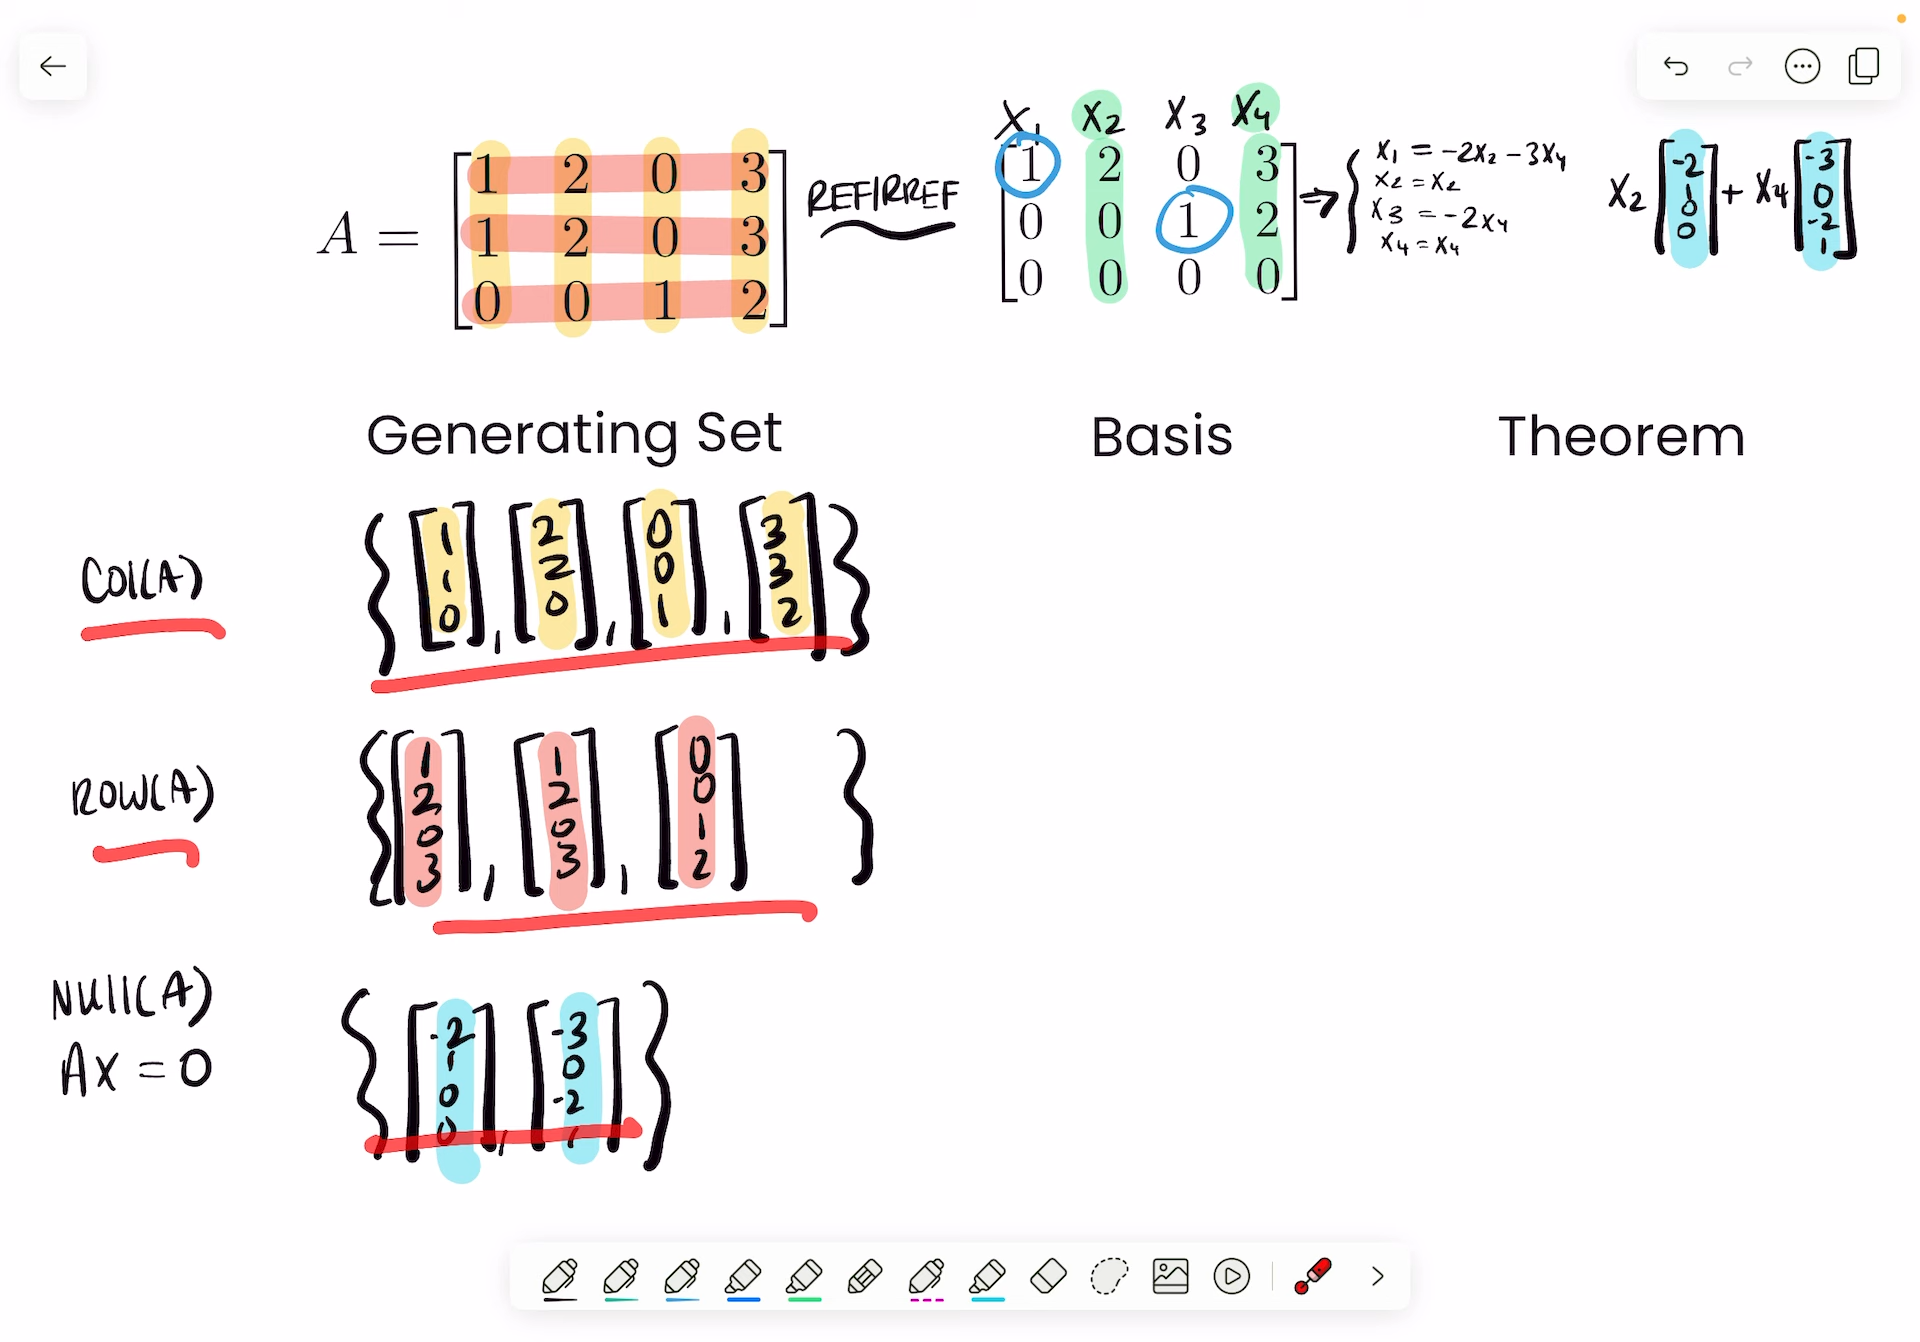 X1 X2 X3 X4
A = [1 2 0 3] REF/RREF [1 2 0 3] → { X1 = -2X2 - 3X4 X2 [-2 1 0 0] + X4 [-3 0 -2 1]
[1 2 0 3] [0 0 1 2] X2 = X2
[0 0 1 2] [0 0 0 0] X3 = -2X4
X4 = X4
Generating Set Basis Theorem
Col(A) { [1 1 0], [2 2 0], [0 0 1], [3 3 2] }
ROW(A) { [1 2 0 3], [1 2 0 3], [0 0 1 2] }
NUll(A) { [-2 1 0 0], [-3 0 -2 1] }
AX = 0